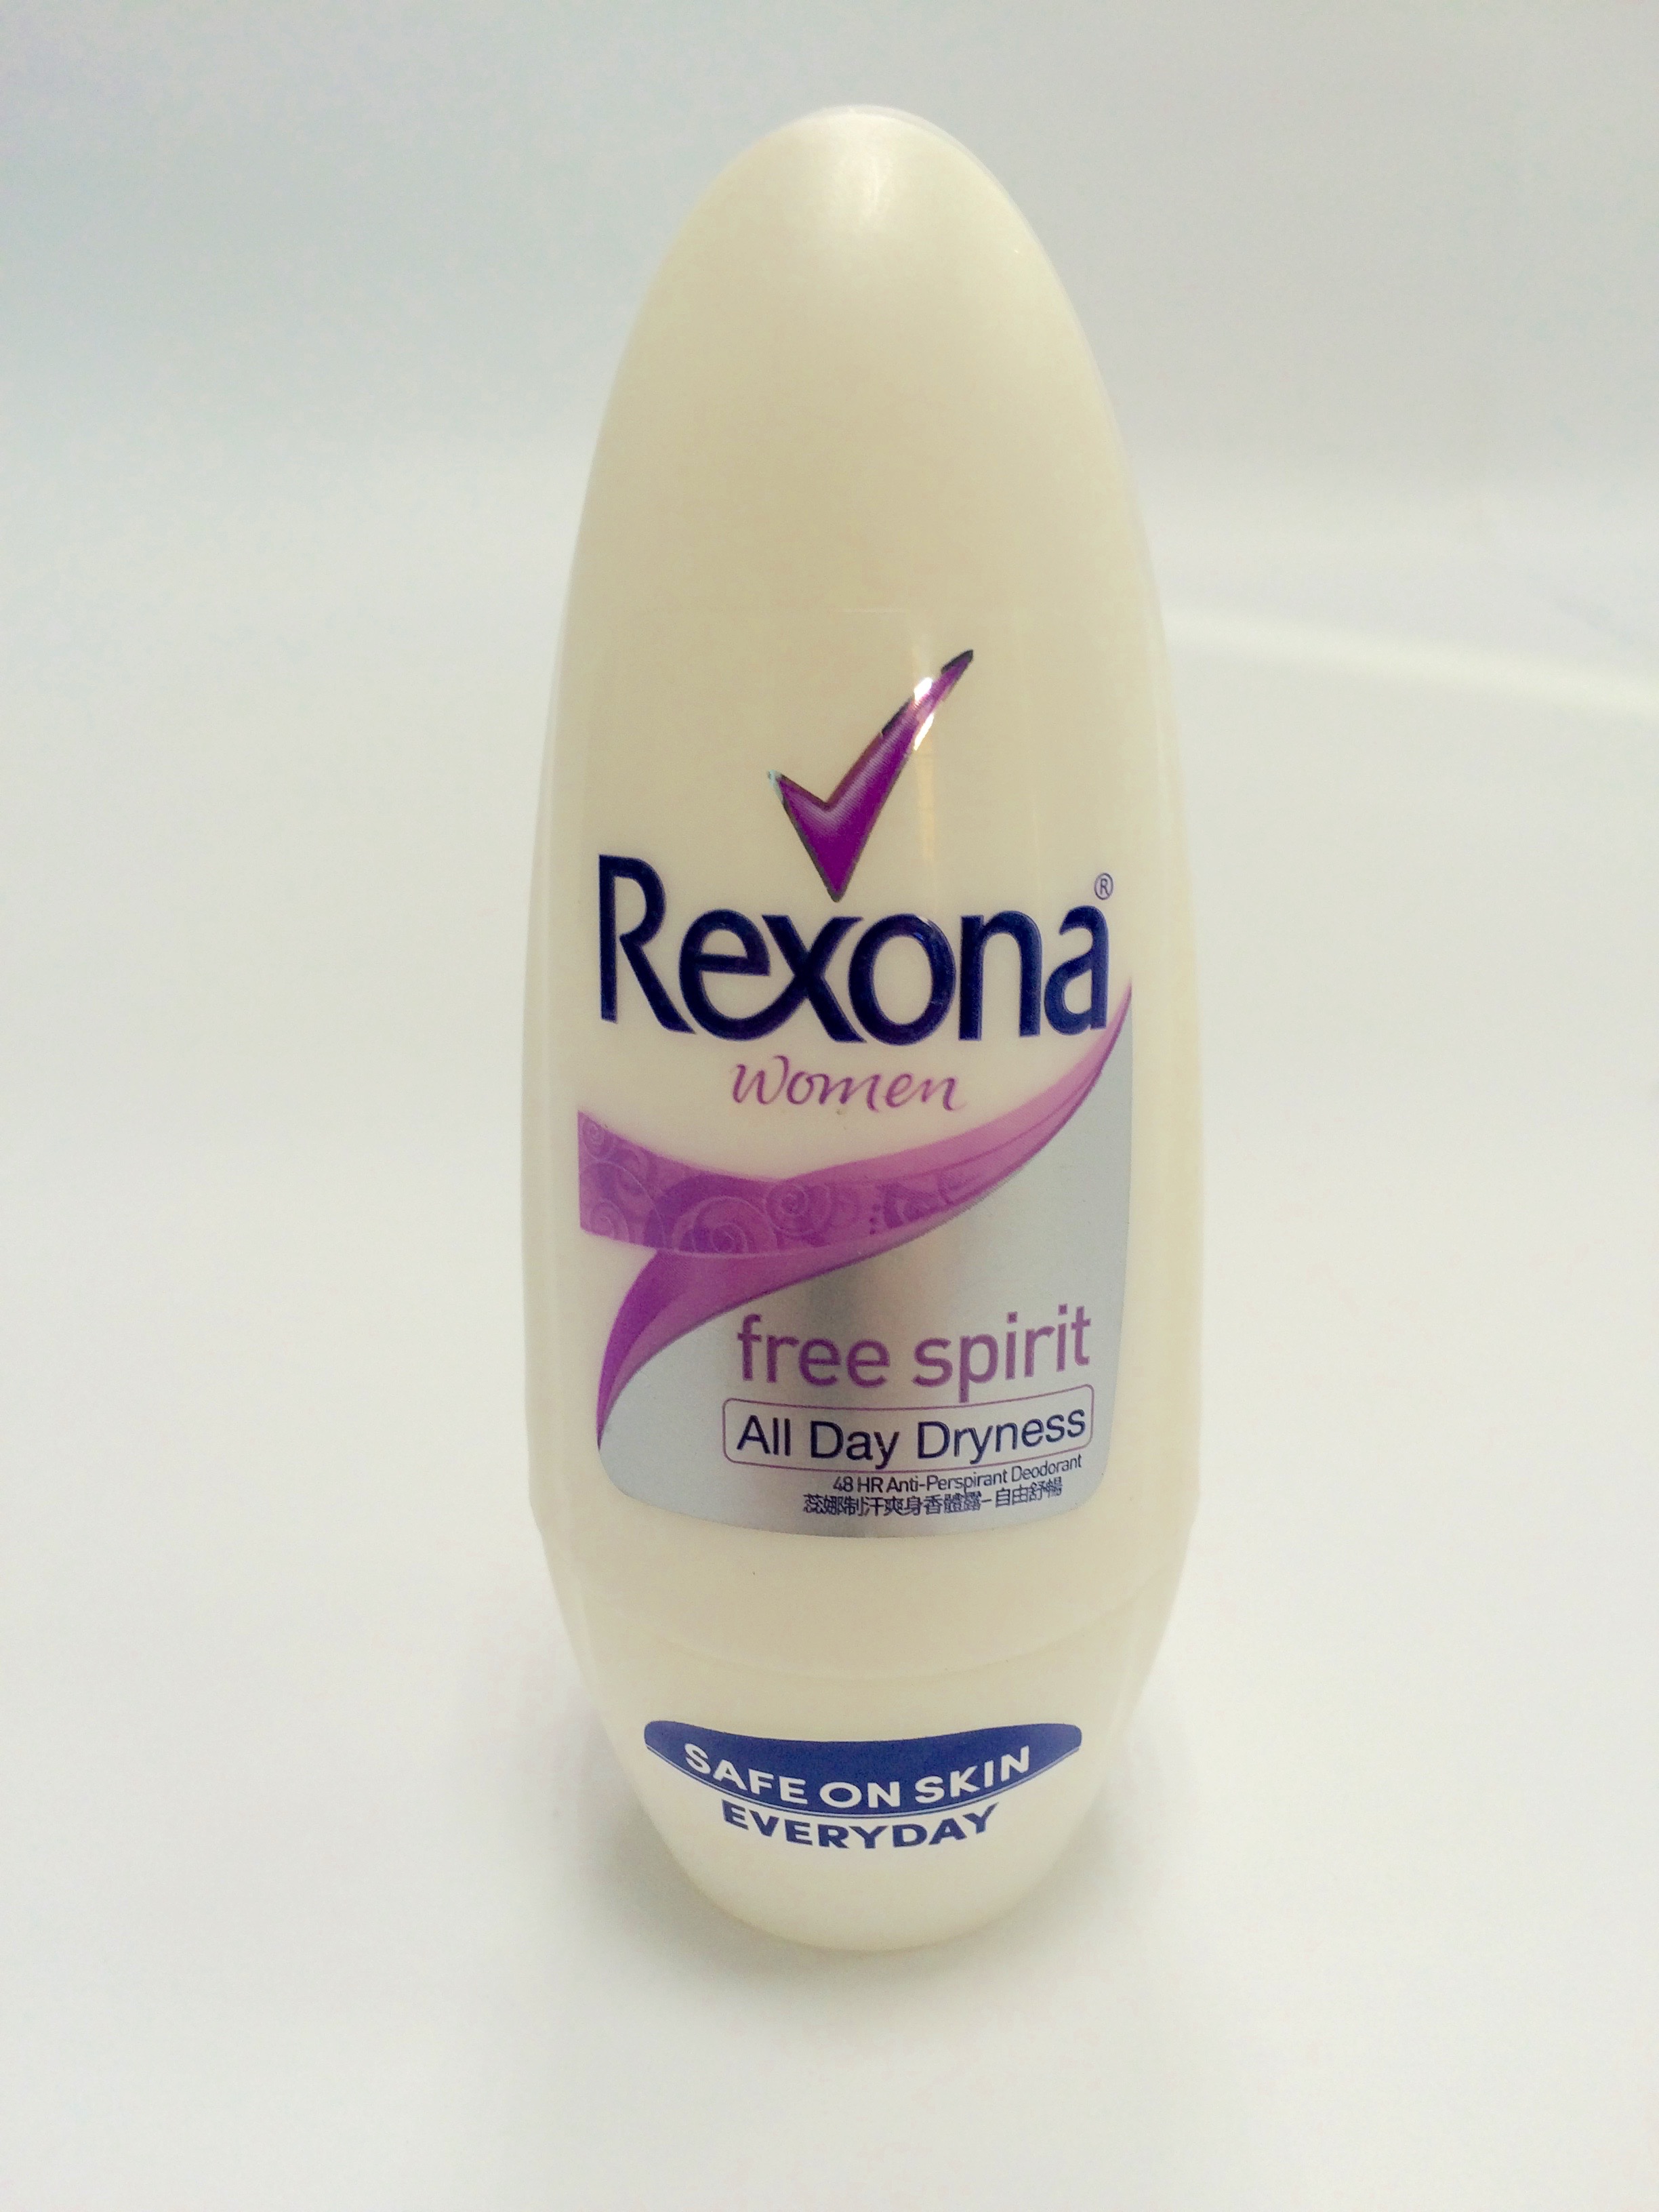 Rexona®
Women
free spirit
All Day Dryness
48 HR Anti-Perspirant Deodorant
蕊娜制汗爽身香體露-自由舒暢
SAFE ON SKIN
EVERYDAY